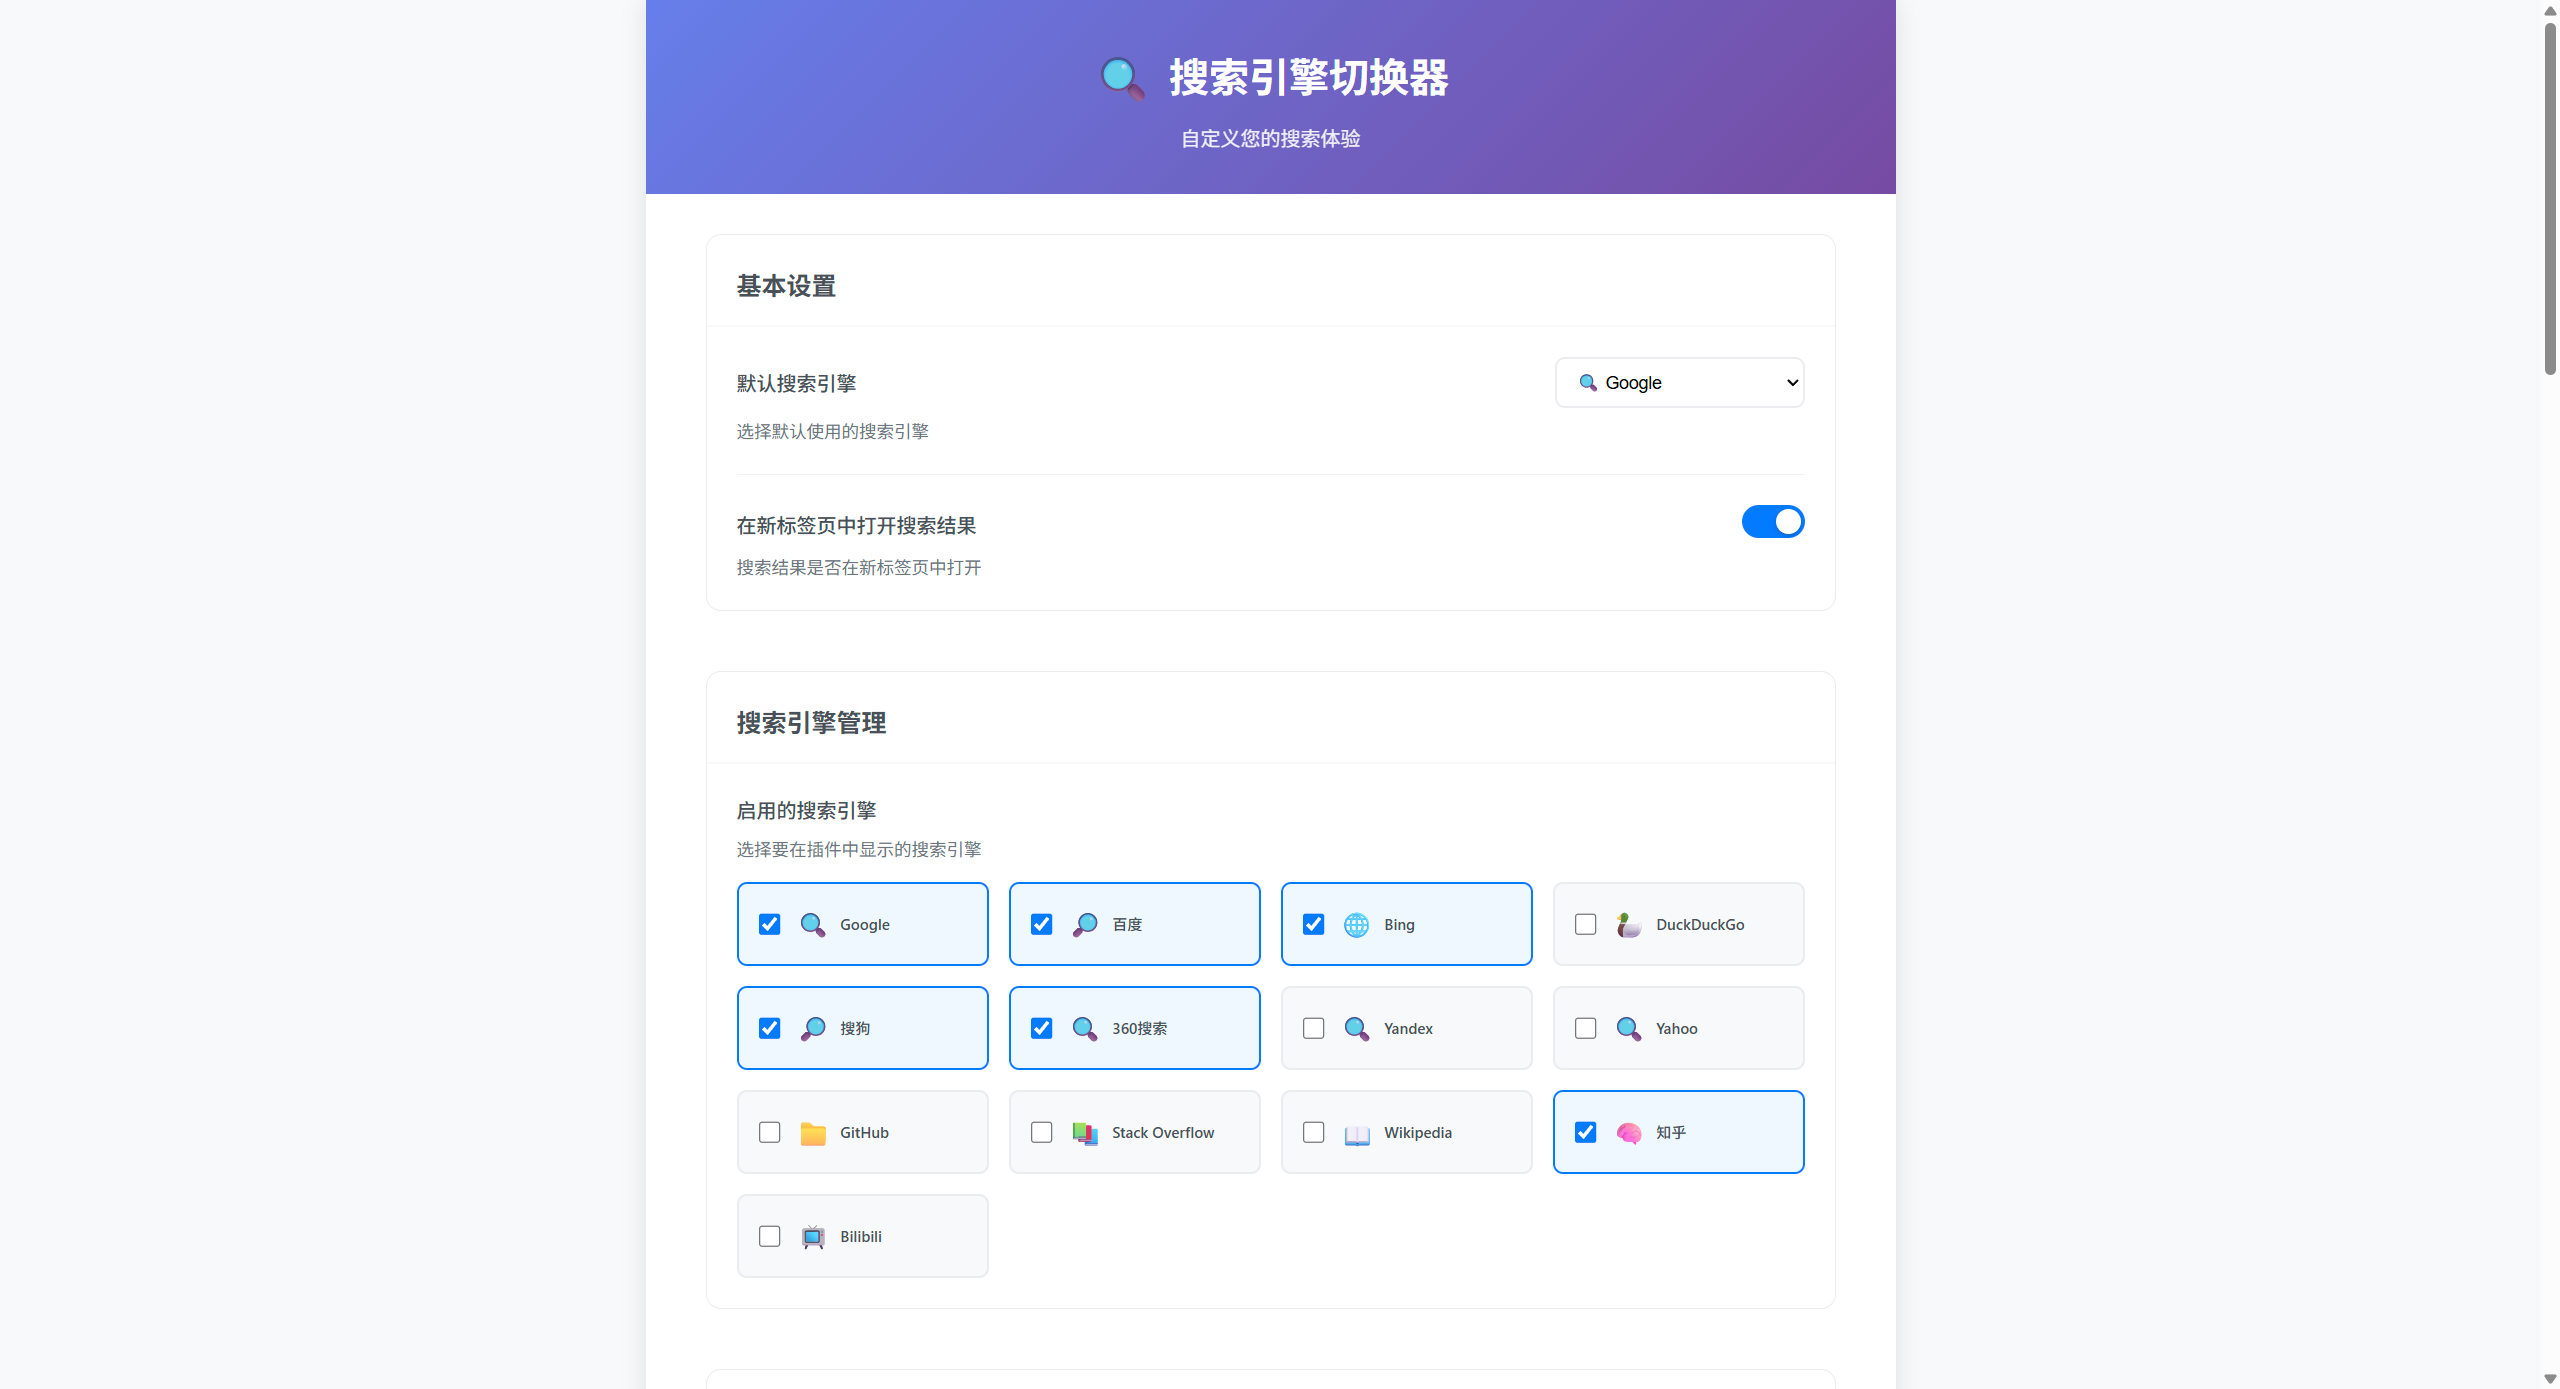 搜索引擎切换器
自定义您的搜索体验
基本设置
默认搜索引擎
Google
选择默认使用的搜索引擎
在新标签页中打开搜索结果
搜索结果是否在新标签页中打开
搜索引擎管理
启用的搜索引擎
选择要在插件中显示的搜索引擎
Google
百度
Bing
DuckDuckGo
搜狗
360搜索
Yandex
Yahoo
GitHub
Stack Overflow
Wikipedia
知乎
Bilibili